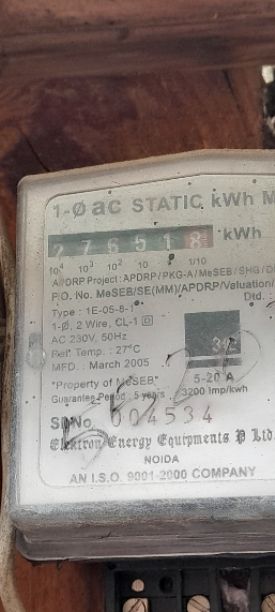 1-Ø ac STATIC kWh M
276518 kWh
10⁴ 10³ 10² 10 1/10
APDRP Project : APDRP/PKG-A/MeSEB/SHG/D
P.O. No. MeSEB/SE(MM)/APDRP/Valuation/
Dtd.
Type : 1E-05-8-1
1-Ø, 2 Wire, CL-1
AC 230V, 50Hz
Ref. Temp. : 27°C
MFD. : March 2005
"Property of MeSEB"
5-20 A
Guarantee Period : 5 years
3200 imp/kwh
SL No. 004534
Elektron Energy Equipments P Ltd.
NOIDA
AN I.S.O. 9001-2000 COMPANY